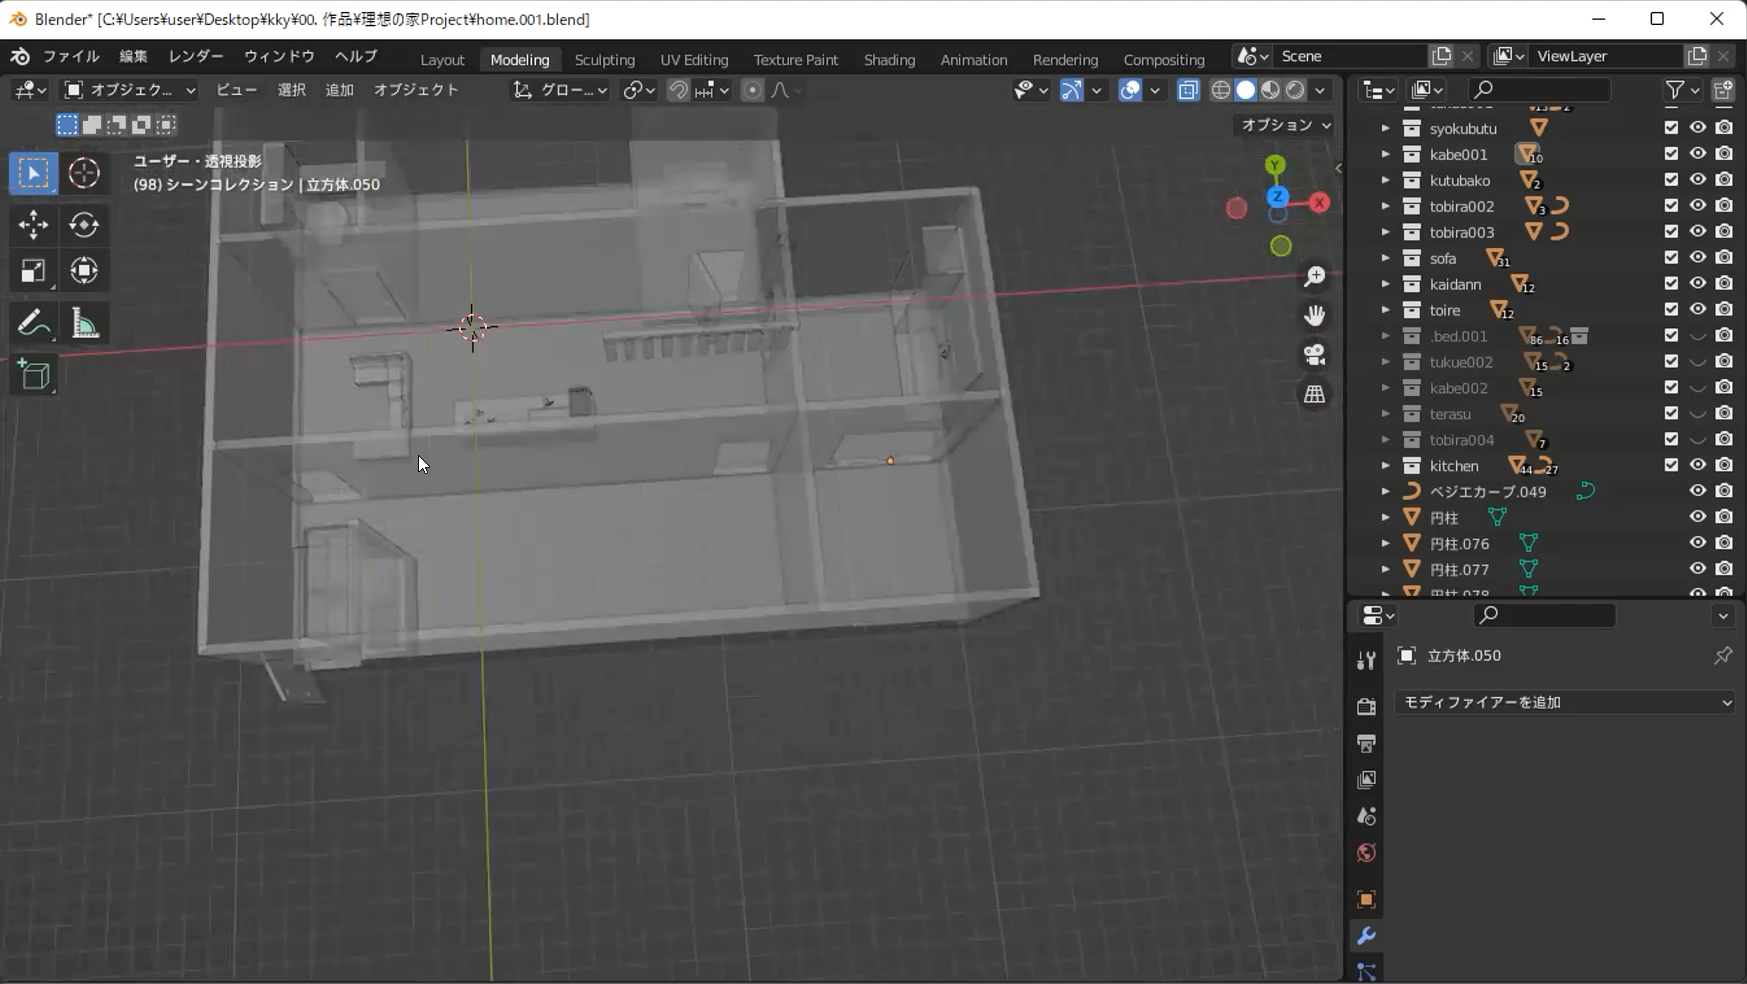 Blender* [C:¥Users¥user¥Desktop¥kky¥00. 作品¥理想の家Project¥home.001.blend]
ファイル 編集 レンダー ウィンドウ ヘルプ Layout Modeling Sculpting UV Editing Texture Paint Shading Animation Rendering Compositing Scene ViewLayer
オブジェク... ビュー 選択 追加 オブジェクト グロー...
オプション
ユーザー・透視投影
(98) シーンコレクション | 立方体.050
Y
Z
X
syokubutu
kabe001 10
kutubako 2
tobira002 3
tobira003
sofa 31
kaidann 12
toire 12
.bed.001 86 16
tukue002 15 2
kabe002 15
terasu 20
tobira004 7
kitchen 44 27
ベジエカーブ.049
円柱
円柱.076
円柱.077
円柱.078
立方体.050
モディファイアーを追加